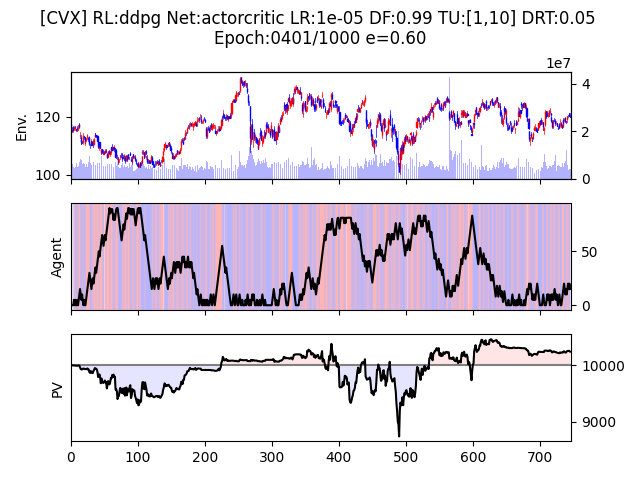 [CVX] RL:ddpg Net:actorcritic LR:1e-05 DF:0.99 TU:[1,10] DRT:0.05
Epoch:0401/1000 e=0.60
1e7
Env.
120
100
4
2
0
Agent
50
0
PV
10000
9000
0
100
200
300
400
500
600
700